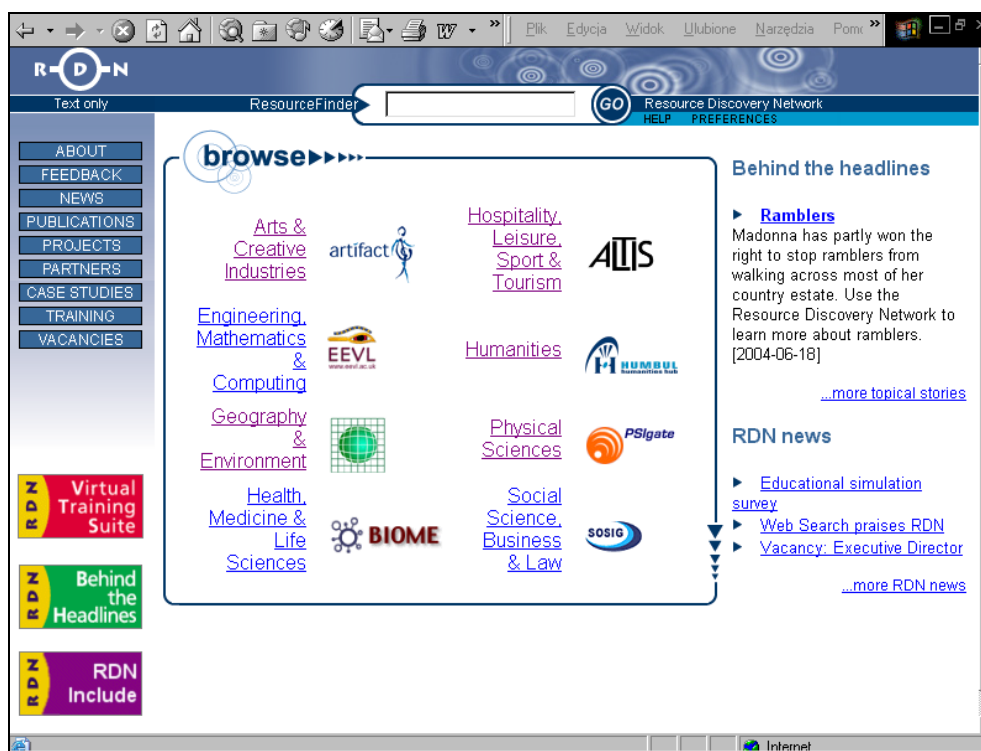 W
»
Plik Edycja Widok Ulubione Narzędzia »
R D N
Text only
ResourceFinder
GO
Resource Discovery Network
HELP PREFERENCES
ABOUT
FEEDBACK
NEWS
PUBLICATIONS
PROJECTS
PARTNERS
CASE STUDIES
TRAINING
VACANCIES
RDN
Virtual
Training
Suite
RDN
Behind
the
Headlines
RDN
RDN
Include
browse
Arts &
Creative
Industries
artifact
Hospitality,
Leisure,
Sport &
Tourism
ALTIS
Engineering,
Mathematics
&
Computing
EEVL
www.eevl.ac.uk
Humanities
HUMBUL
humanities hub
Geography
&
Environment
Physical
Sciences
PSIgate
Health,
Medicine &
Life
Sciences
BIOME
Social
Science,
Business
& Law
SOSIG
Behind the headlines
Ramblers
Madonna has partly won the
right to stop ramblers from
walking across most of her
country estate. Use the
Resource Discovery Network to
learn more about ramblers.
[2004-06-18]
...more topical stories
RDN news
Educational simulation
survey
Web Search praises RDN
Vacancy: Executive Director
...more RDN news
Internet